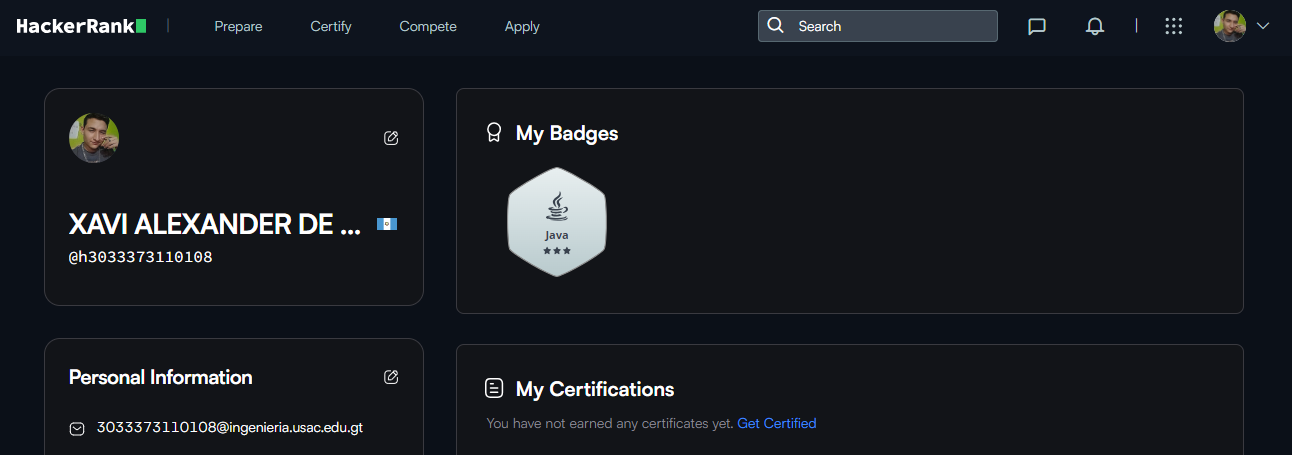 HackerRank
Prepare Certify Compete Apply
Search
XAVI ALEXANDER DE ...
@h3033373110108
Personal Information
3033373110108@ingenieria.usac.edu.gt
My Badges
Java
My Certifications
You have not earned any certificates yet. Get Certified